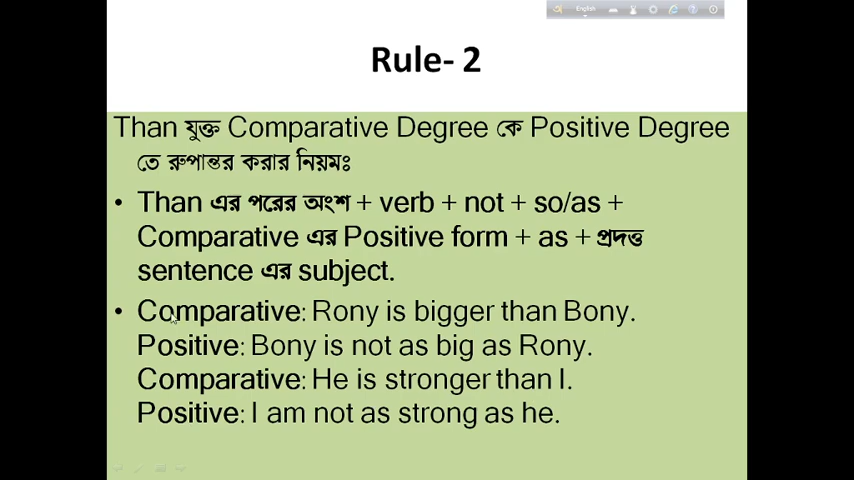 English
Rule- 2
Than যুক্ত Comparative Degree কে Positive Degree
তে রুপান্তর করার নিয়মঃ
• Than এর পরের অংশ + verb + not + so/as +
Comparative এর Positive form + as + প্রদত্ত
sentence এর subject.
• Comparative: Rony is bigger than Bony.
Positive: Bony is not as big as Rony.
Comparative: He is stronger than I.
Positive: I am not as strong as he.